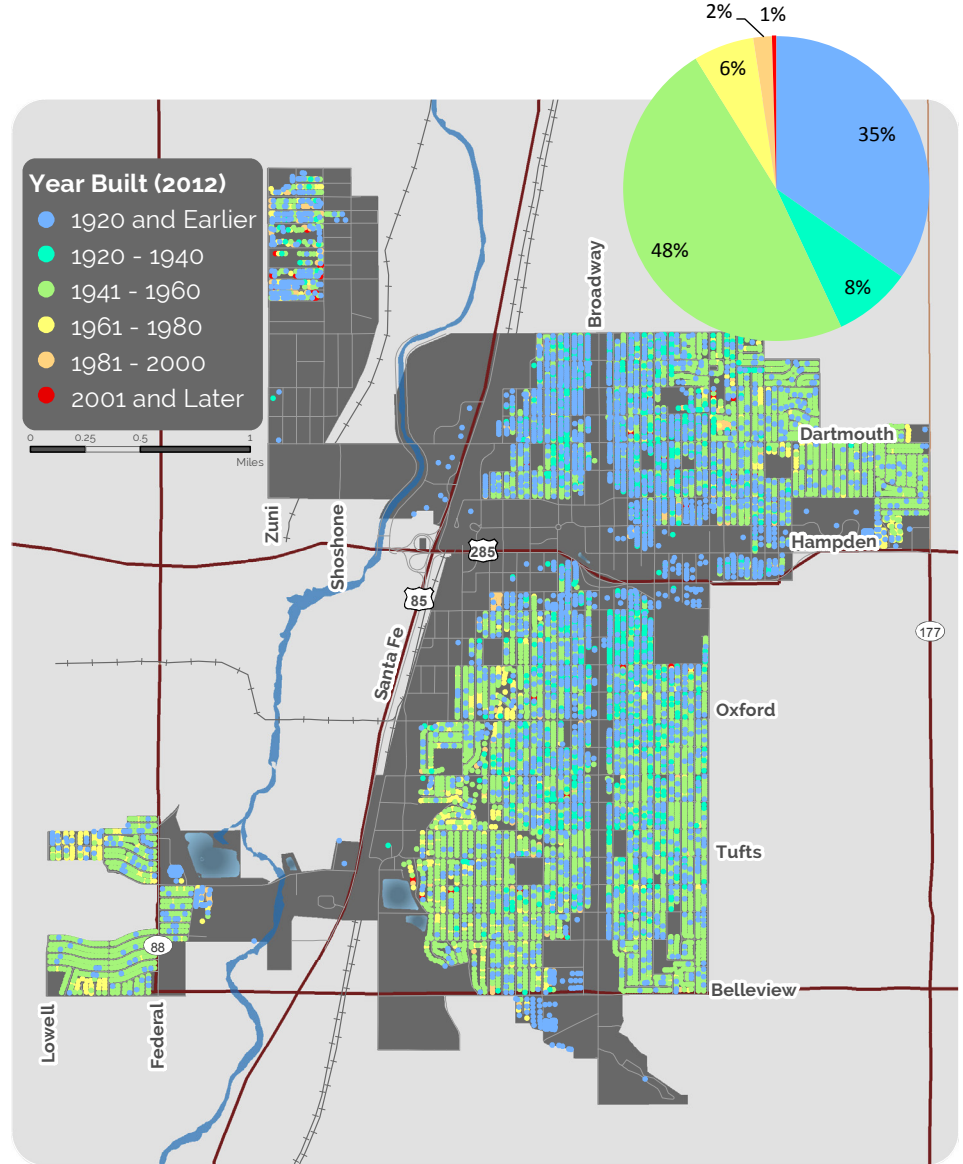 2%
1%
6%
35%
48%
8%
Year Built (2012)
1920 and Earlier
1920 - 1940
1941 - 1960
1961 - 1980
1981 - 2000
2001 and Later
0 0.25 0.5 1
Miles
Broadway
Dartmouth
Zuni
Shoshone
Hampden
285
85
177
Santa Fe
Oxford
Tufts
88
Belleview
Lowell
Federal